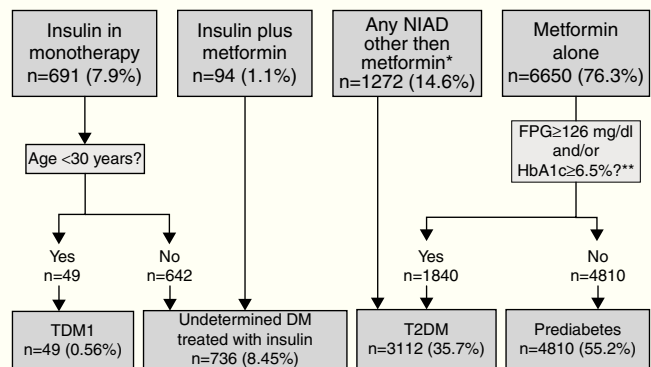 Insulin in
monotherapy
n=691 (7.9%)
Insulin plus
metformin
n=94 (1.1%)
Any NIAD
other then
metformin*
n=1272 (14.6%)
Metformin
alone
n=6650 (76.3%)
Age <30 years?
FPG≥126 mg/dl
and/or
HbA1c≥6.5%?**
Yes
n=49
No
n=642
Yes
n=1840
No
n=4810
TDM1
n=49 (0.56%)
Undetermined DM
treated with insulin
n=736 (8.45%)
T2DM
n=3112 (35.7%)
Prediabetes
n=4810 (55.2%)